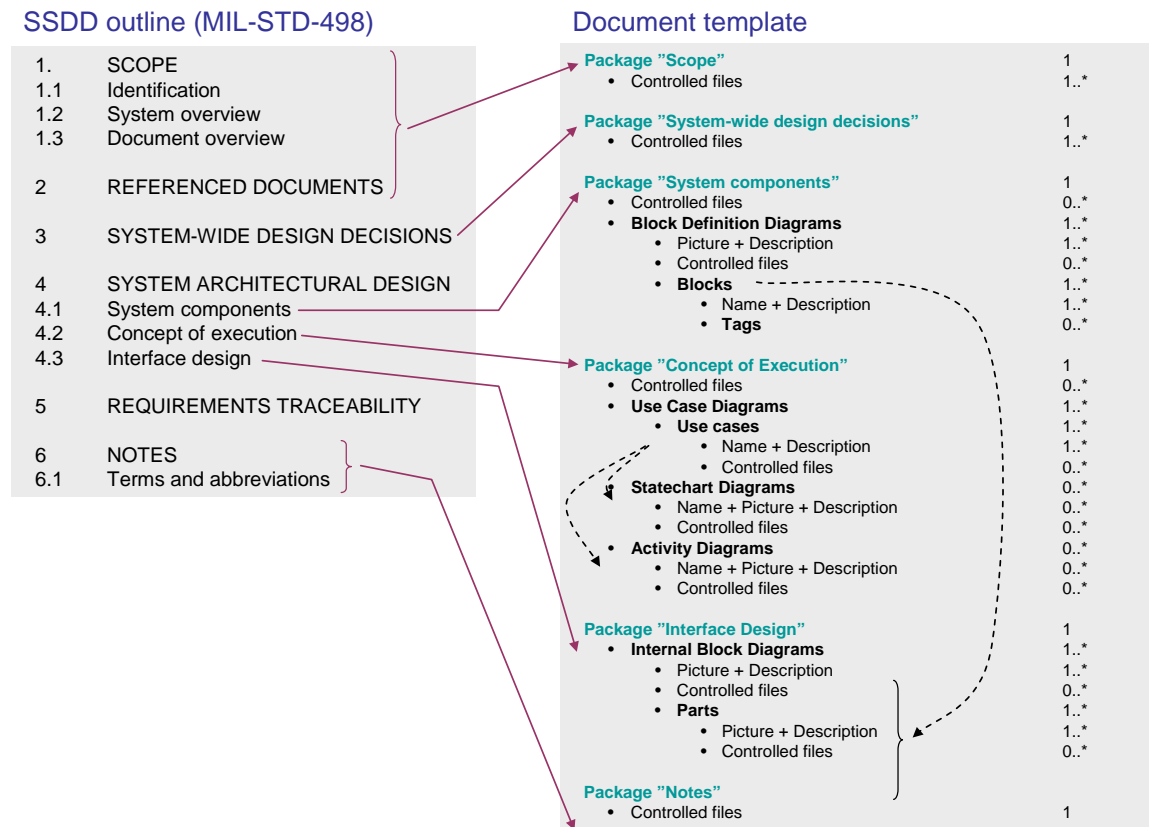 SSDD outline (MIL-STD-498)
1. SCOPE
1.1 Identification
1.2 System overview
1.3 Document overview
2 REFERENCED DOCUMENTS
3 SYSTEM-WIDE DESIGN DECISIONS
4 SYSTEM ARCHITECTURAL DESIGN
4.1 System components
4.2 Concept of execution
4.3 Interface design
5 REQUIREMENTS TRACEABILITY
6 NOTES
6.1 Terms and abbreviations
Document template
Package ”Scope” 1
• Controlled files 1..*
Package ”System-wide design decisions” 1
• Controlled files 1..*
Package ”System components” 1
• Controlled files 0..*
• Block Definition Diagrams 1..*
• Picture + Description 1..*
• Controlled files 0..*
• Blocks 1..*
• Name + Description 1..*
• Tags 0..*
Package ”Concept of Execution” 1
• Controlled files 0..*
• Use Case Diagrams 1..*
• Use cases 1..*
• Name + Description 1..*
• Controlled files 0..*
• Statechart Diagrams 0..*
• Name + Picture + Description 0..*
• Controlled files 0..*
• Activity Diagrams 0..*
• Name + Picture + Description 0..*
• Controlled files 0..*
Package ”Interface Design” 1
• Internal Block Diagrams 1..*
• Picture + Description 1..*
• Controlled files 0..*
• Parts 1..*
• Picture + Description 1..*
• Controlled files 0..*
Package ”Notes”
• Controlled files 1